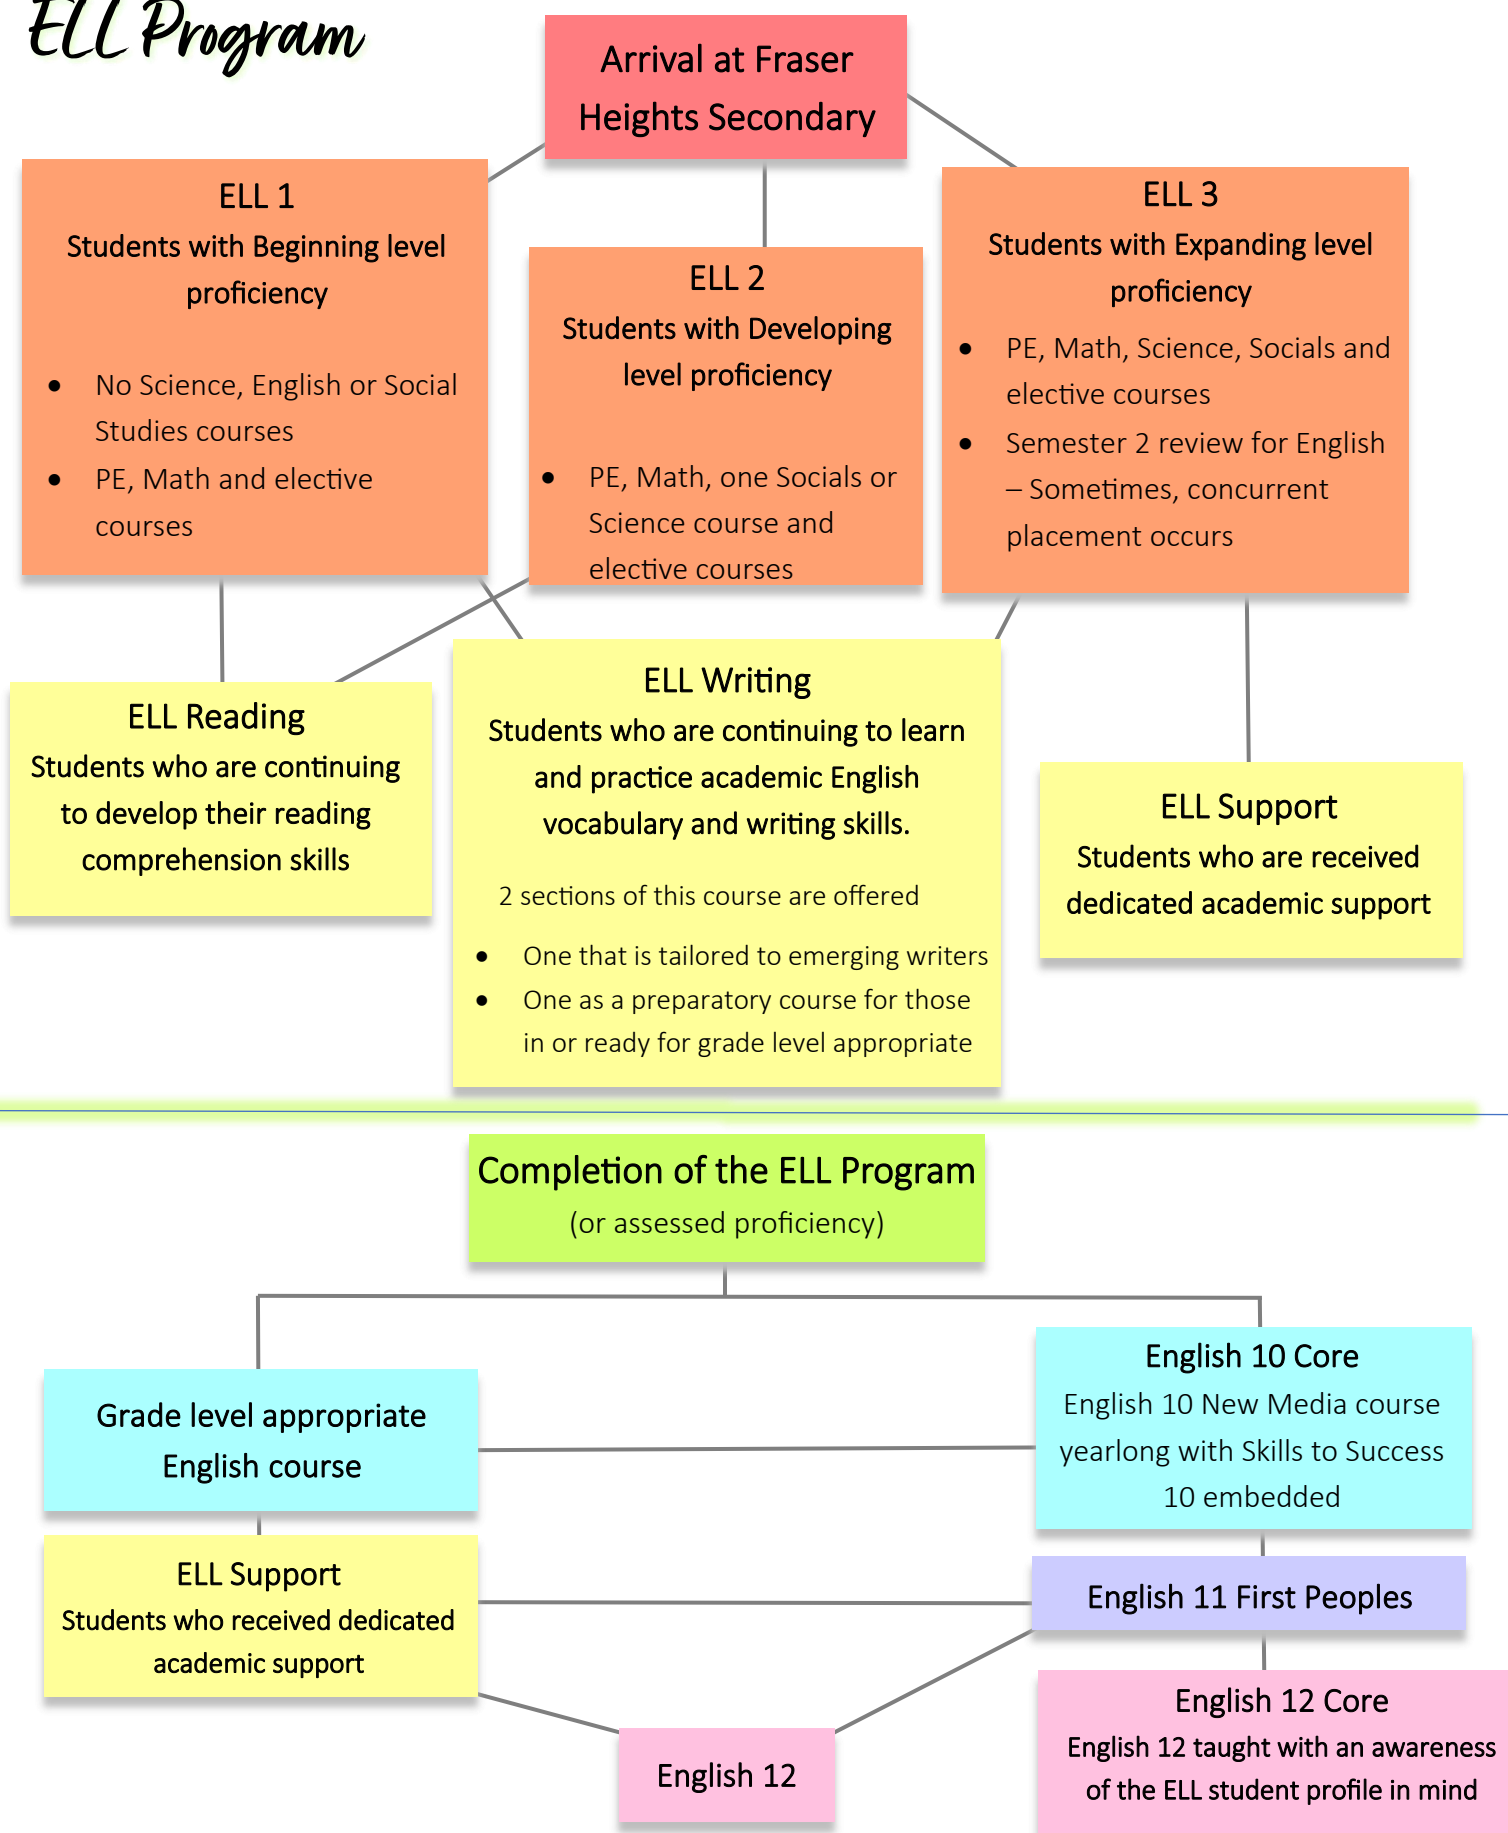 ELL Program
Arrival at Fraser
Heights Secondary
ELL 1
Students with Beginning level
proficiency
• No Science, English or Social
Studies courses
• PE, Math and elective
courses
ELL 2
Students with Developing
level proficiency
• PE, Math, one Socials or
Science course and
elective courses
ELL 3
Students with Expanding level
proficiency
• PE, Math, Science, Socials and
elective courses
• Semester 2 review for English
– Sometimes, concurrent
placement occurs
ELL Reading
Students who are continuing
to develop their reading
comprehension skills
ELL Writing
Students who are continuing to learn
and practice academic English
vocabulary and writing skills.
2 sections of this course are offered
• One that is tailored to emerging writers
• One as a preparatory course for those
in or ready for grade level appropriate
ELL Support
Students who are received
dedicated academic support
Completion of the ELL Program
(or assessed proficiency)
Grade level appropriate
English course
English 10 Core
English 10 New Media course
yearlong with Skills to Success
10 embedded
ELL Support
Students who received dedicated
academic support
English 11 First Peoples
English 12
English 12 Core
English 12 taught with an awareness
of the ELL student profile in mind